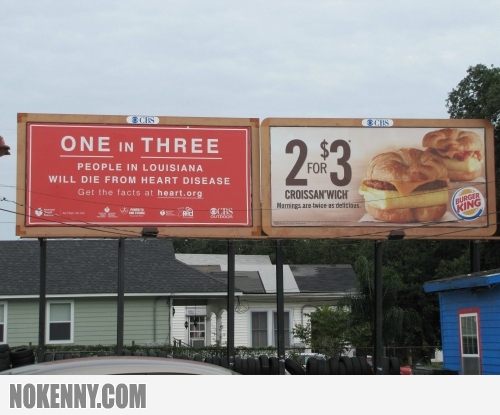 CBS
ONE IN THREE
PEOPLE IN LOUISIANA
WILL DIE FROM HEART DISEASE
Get the facts at heart.org
CBS
OUTDOOR
CBS
2 FOR $3
CROISSAN'WICH
Mornings are twice as delicious.
BURGER
KING
NOKENNY.COM